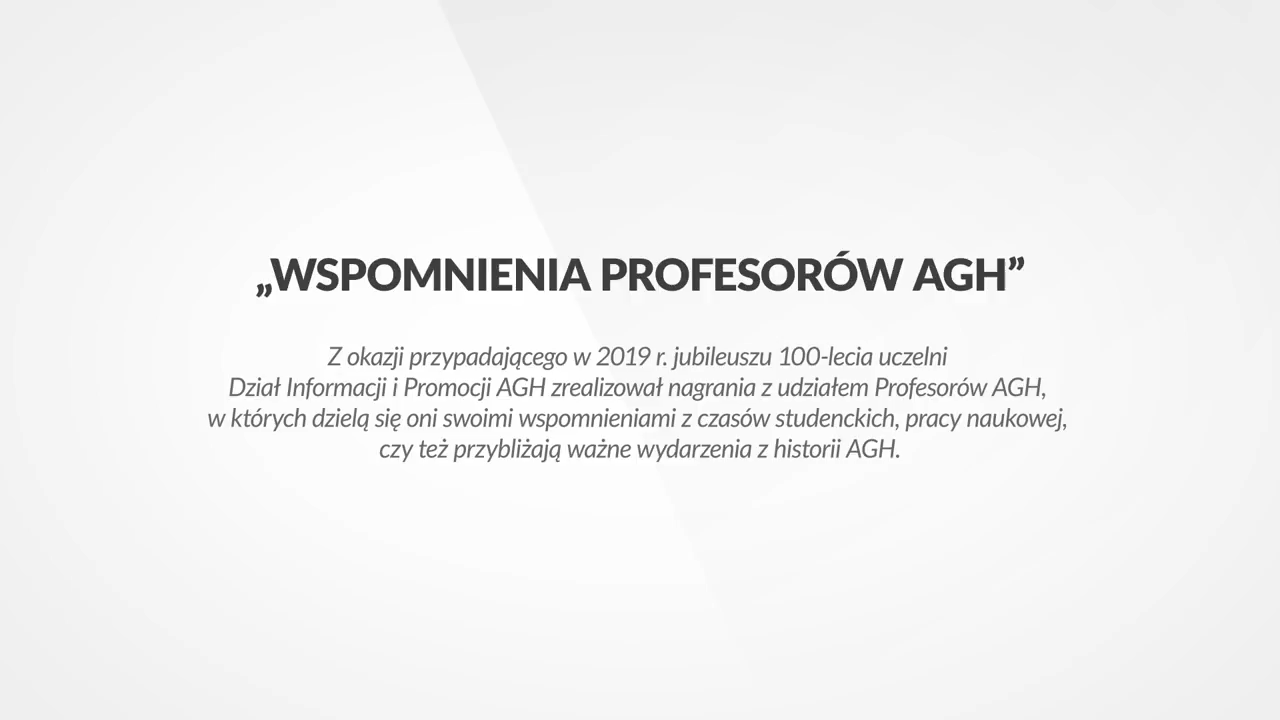 „WSPOMNIENIA PROFESORÓW AGH”
Z okazji przypadającego w 2019 r. jubileuszu 100-lecia uczelni
Dział Informacji i Promocji AGH zrealizował nagrania z udziałem Profesorów AGH,
w których dzielą się oni swoimi wspomnieniami z czasów studenckich, pracy naukowej,
czy też przybliżają ważne wydarzenia z historii AGH.